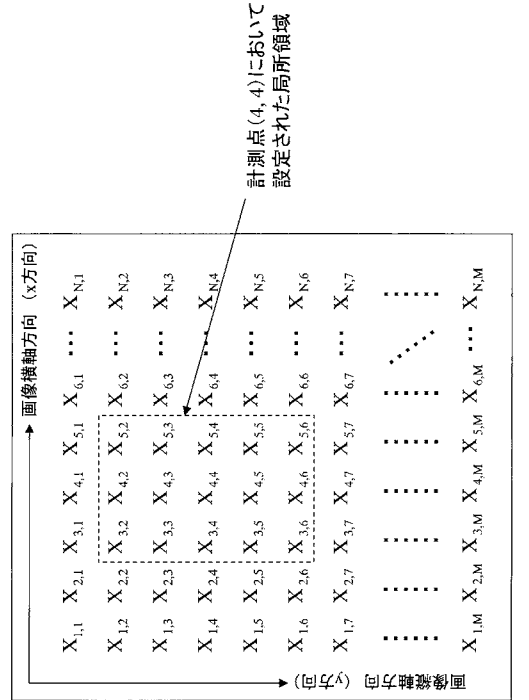 画像横軸方向 (x方向)
X1,1 X2,1 X3,1 X4,1 X5,1 X6,1 ... XN,1
X1,2 X2,2 X3,2 X4,2 X5,2 X6,2 ... XN,2
X1,3 X2,3 X3,3 X4,3 X5,3 X6,3 ... XN,3
X1,4 X2,4 X3,4 X4,4 X5,4 X6,4 ... XN,4
X1,5 X2,5 X3,5 X4,5 X5,5 X6,5 ... XN,5
X1,6 X2,6 X3,6 X4,6 X5,6 X6,6 ... XN,6
X1,7 X2,7 X3,7 X4,7 X5,7 X6,7 ... XN,7
X1,M X2,M X3,M X4,M X5,M X6,M ... XN,M
画像縦軸方向 (y方向)
計測点(4,4)において
設定された局所領域